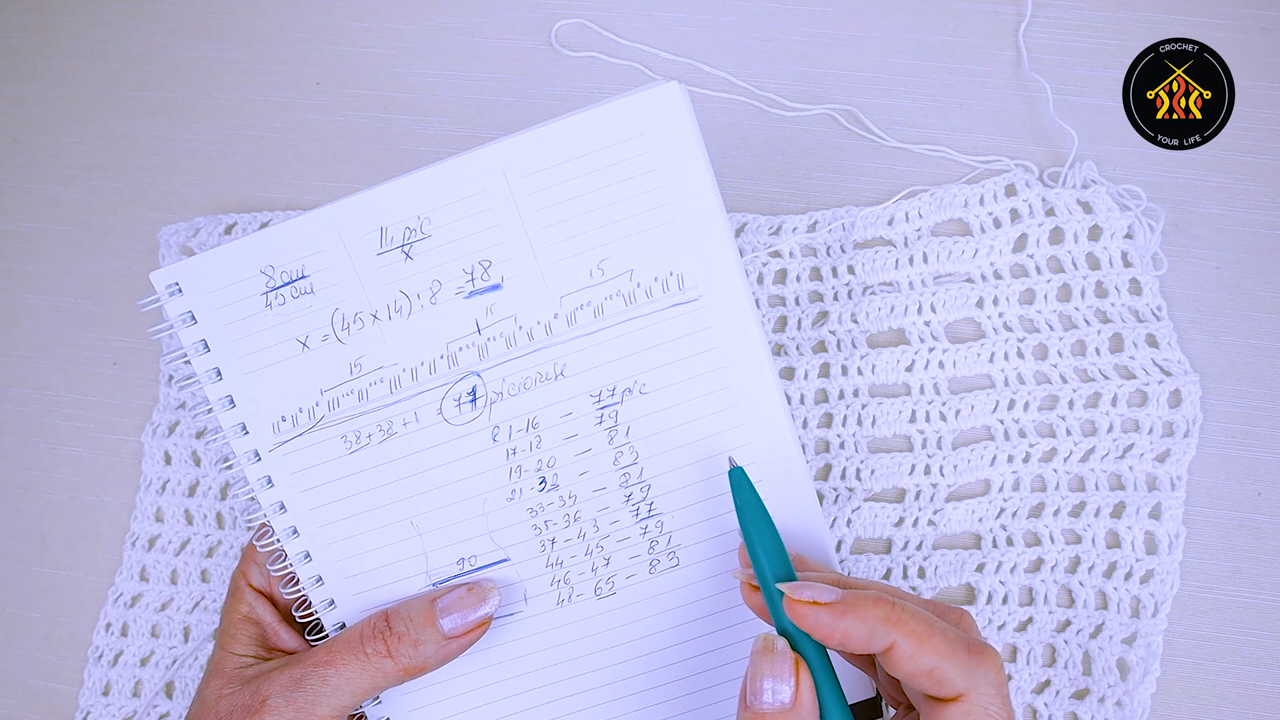 CROCHET
YOUR LIFE
8 cm
45 cm
14 pic
x
x = (45 x 14) : 8 = 78
15
15
15
38+38+1 = 77 picioruse
R1-16 - 77 pic
17-18 - 79
19-20 - 81
21-32 - 83
33-34 - 81
35-36 - 79
37-43 - 77
44-45 - 79
46-47 - 81
48-65 - 83
90